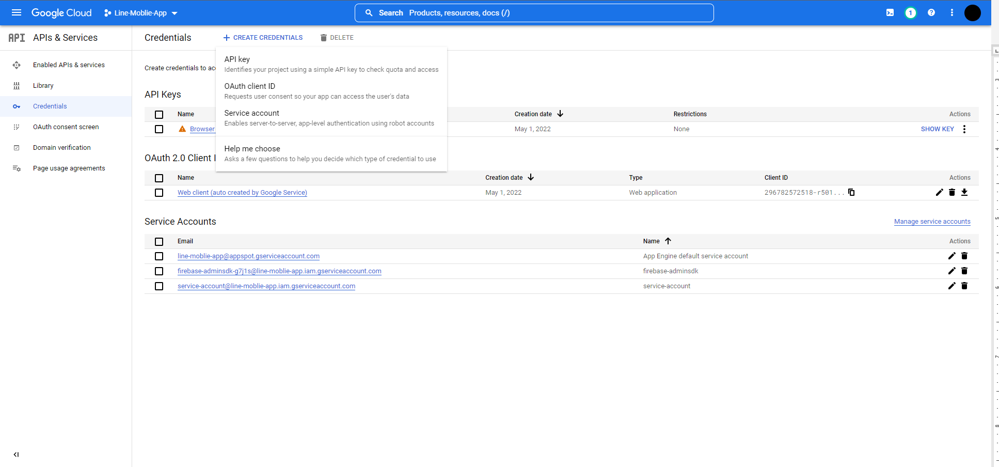 Google Cloud
Line-Moblie-App
Search Products, resources, docs (/)
1
API APIs & Services
Credentials
CREATE CREDENTIALS
DELETE
Enabled APIs & services
Library
Credentials
OAuth consent screen
Domain verification
Page usage agreements
Create credentials to
API key
Identifies your project using a simple API key to check quota and access
OAuth client ID
Requests user consent so your app can access the user's data
Service account
Enables server-to-server, app-level authentication using robot accounts
Help me choose
Asks a few questions to help you decide which type of credential to use
API Keys
Name Creation date Restrictions Actions
Browser May 1, 2022 None SHOW KEY
OAuth 2.0 Client
Name Creation date Type Client ID Actions
Web client (auto created by Google Service) May 1, 2022 Web application 296782572518-r501...
Service Accounts
Manage service accounts
Email Name Actions
line-moblie-app@appspot.gserviceaccount.com App Engine default service account
firebase-adminsdk-g7j1s@line-moblie-app.iam.gserviceaccount.com firebase-adminsdk
service-account@line-moblie-app.iam.gserviceaccount.com service-account
3
4
5
6
7
8